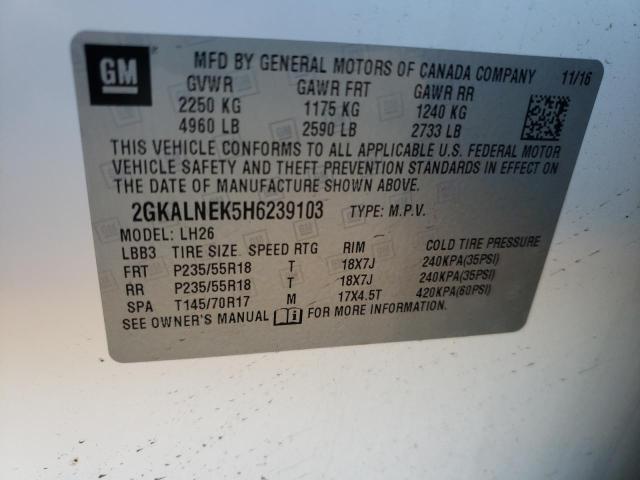 GM
MFD BY GENERAL MOTORS OF CANADA COMPANY 11/16
GVWR GAWR FRT GAWR RR
2250 KG 1175 KG 1240 KG
4960 LB 2590 LB 2733 LB
THIS VEHICLE CONFORMS TO ALL APPLICABLE U.S. FEDERAL MOTOR
VEHICLE SAFETY AND THEFT PREVENTION STANDARDS IN EFFECT ON
THE DATE OF MANUFACTURE SHOWN ABOVE.
2GKALNEK5H6239103 TYPE: M.P.V.
MODEL: LH26
LBB3 TIRE SIZE SPEED RTG RIM COLD TIRE PRESSURE
FRT P235/55R18 T 18X7J 240KPA(35PSI)
RR P235/55R18 T 18X7J 240KPA(35PSI)
SPA T145/70R17 M 17X4.5T 420KPA(60PSI)
SEE OWNER'S MANUAL FOR MORE INFORMATION.